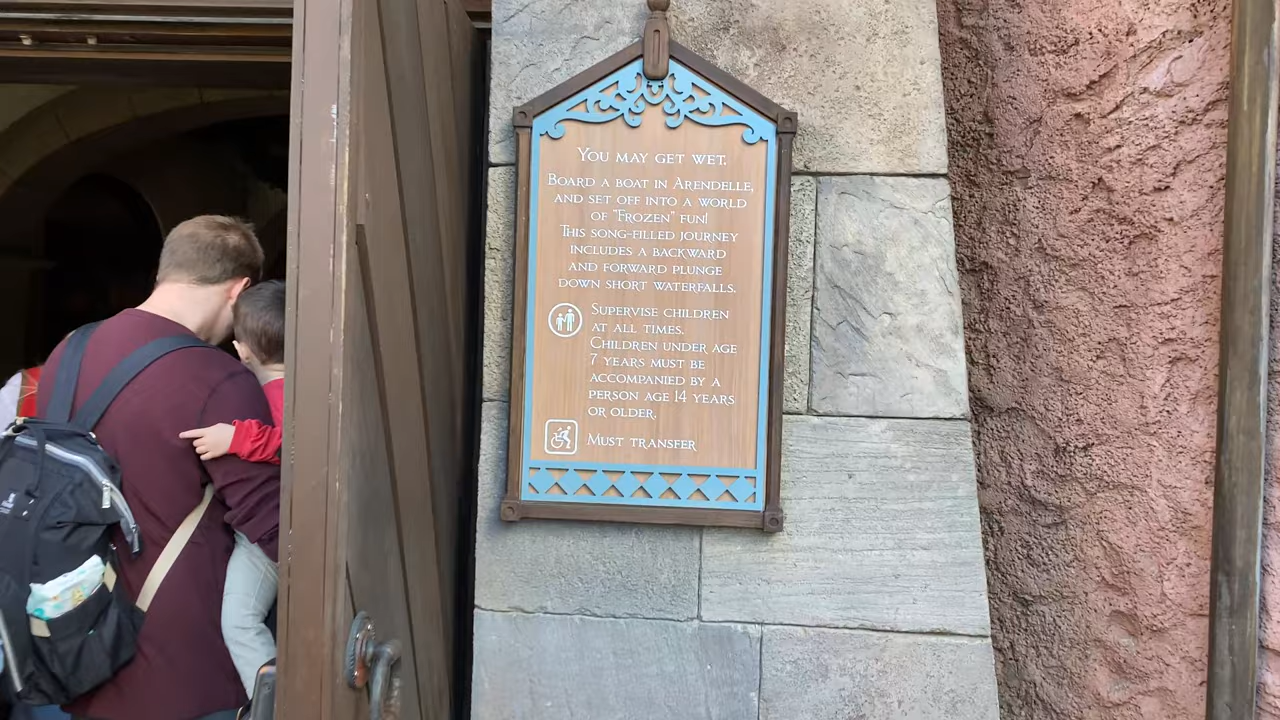 You may get wet.
Board a boat in Arendelle,
and set off into a world
of "Frozen" fun!
This song-filled journey
includes a backward
and forward plunge
down short waterfalls.
Supervise children
at all times.
Children under age
7 years must be
accompanied by a
person age 14 years
or older.
Must transfer